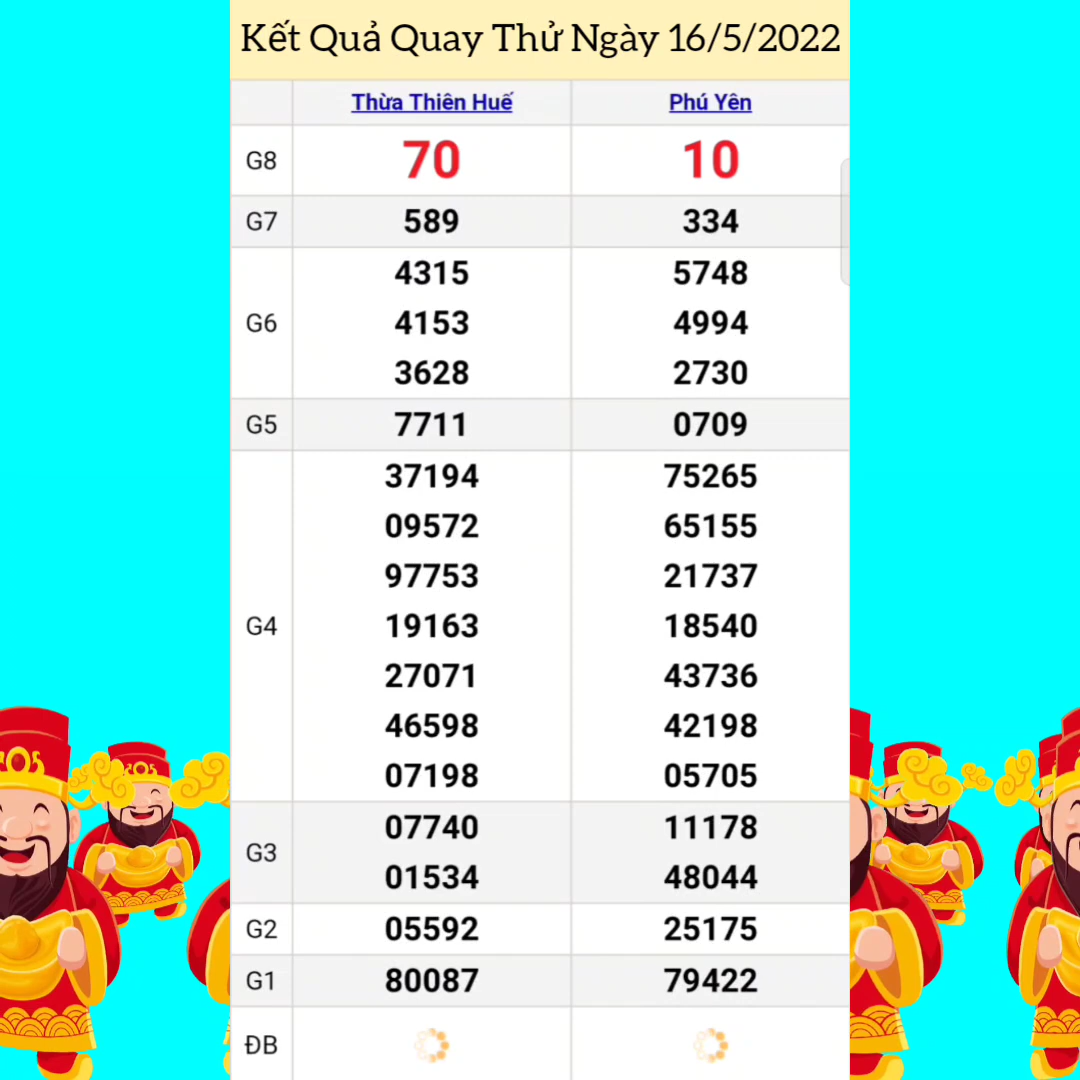 Kết Quả Quay Thử Ngày 16/5/2022
Thừa Thiên Huế Phú Yên
G8 70 10
G7 589 334
4315 5748
G6 4153 4994
3628 2730
G5 7711 0709
37194 75265
09572 65155
97753 21737
G4 19163 18540
27071 43736
46598 42198
07198 05705
G3 07740 11178
01534 48044
G2 05592 25175
G1 80087 79422
ĐB